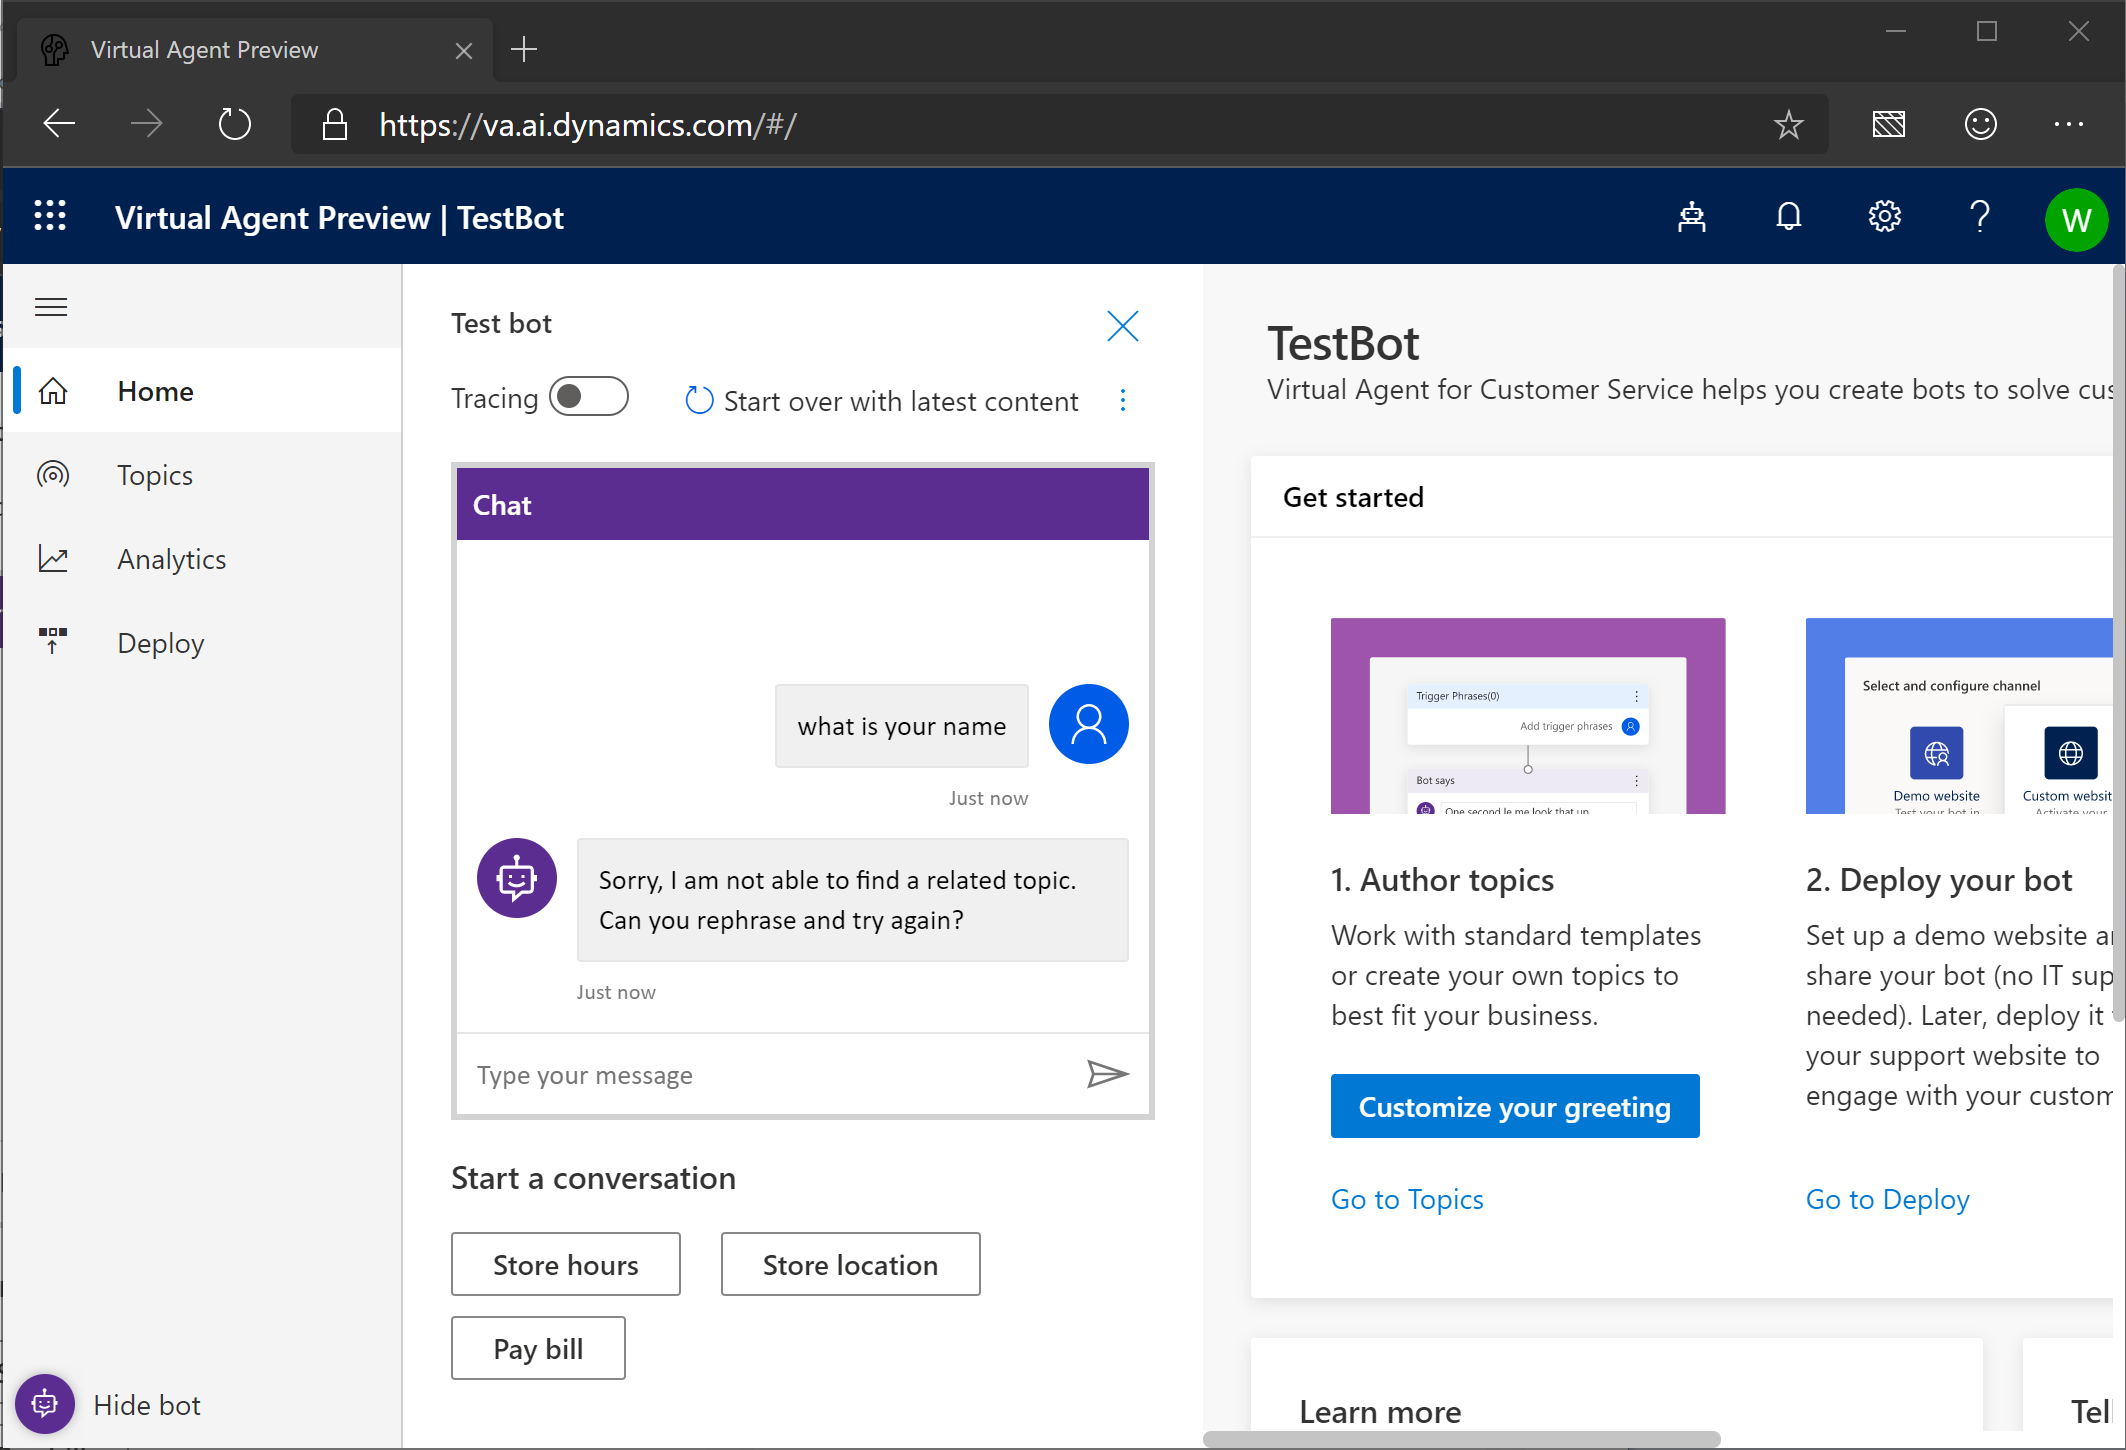 Virtual Agent Preview
https://va.ai.dynamics.com/#/
Virtual Agent Preview | TestBot
W
Home
Topics
Analytics
Deploy
Hide bot
Test bot
Tracing
Start over with latest content
Chat
what is your name
Just now
Sorry, I am not able to find a related topic.
Can you rephrase and try again?
Just now
Type your message
Start a conversation
Store hours
Store location
Pay bill
TestBot
Virtual Agent for Customer Service helps you create bots to solve cus
Get started
Trigger Phrases(0)
Add trigger phrases
Bot says
One second le me look that up
1. Author topics
Work with standard templates
or create your own topics to
best fit your business.
Customize your greeting
Go to Topics
Select and configure channel
Demo website
Test your bot in
Custom websit
Activate your
2. Deploy your bot
Set up a demo website a
share your bot (no IT sup
needed). Later, deploy it
your support website to
engage with your custom
Go to Deploy
Learn more
Tell